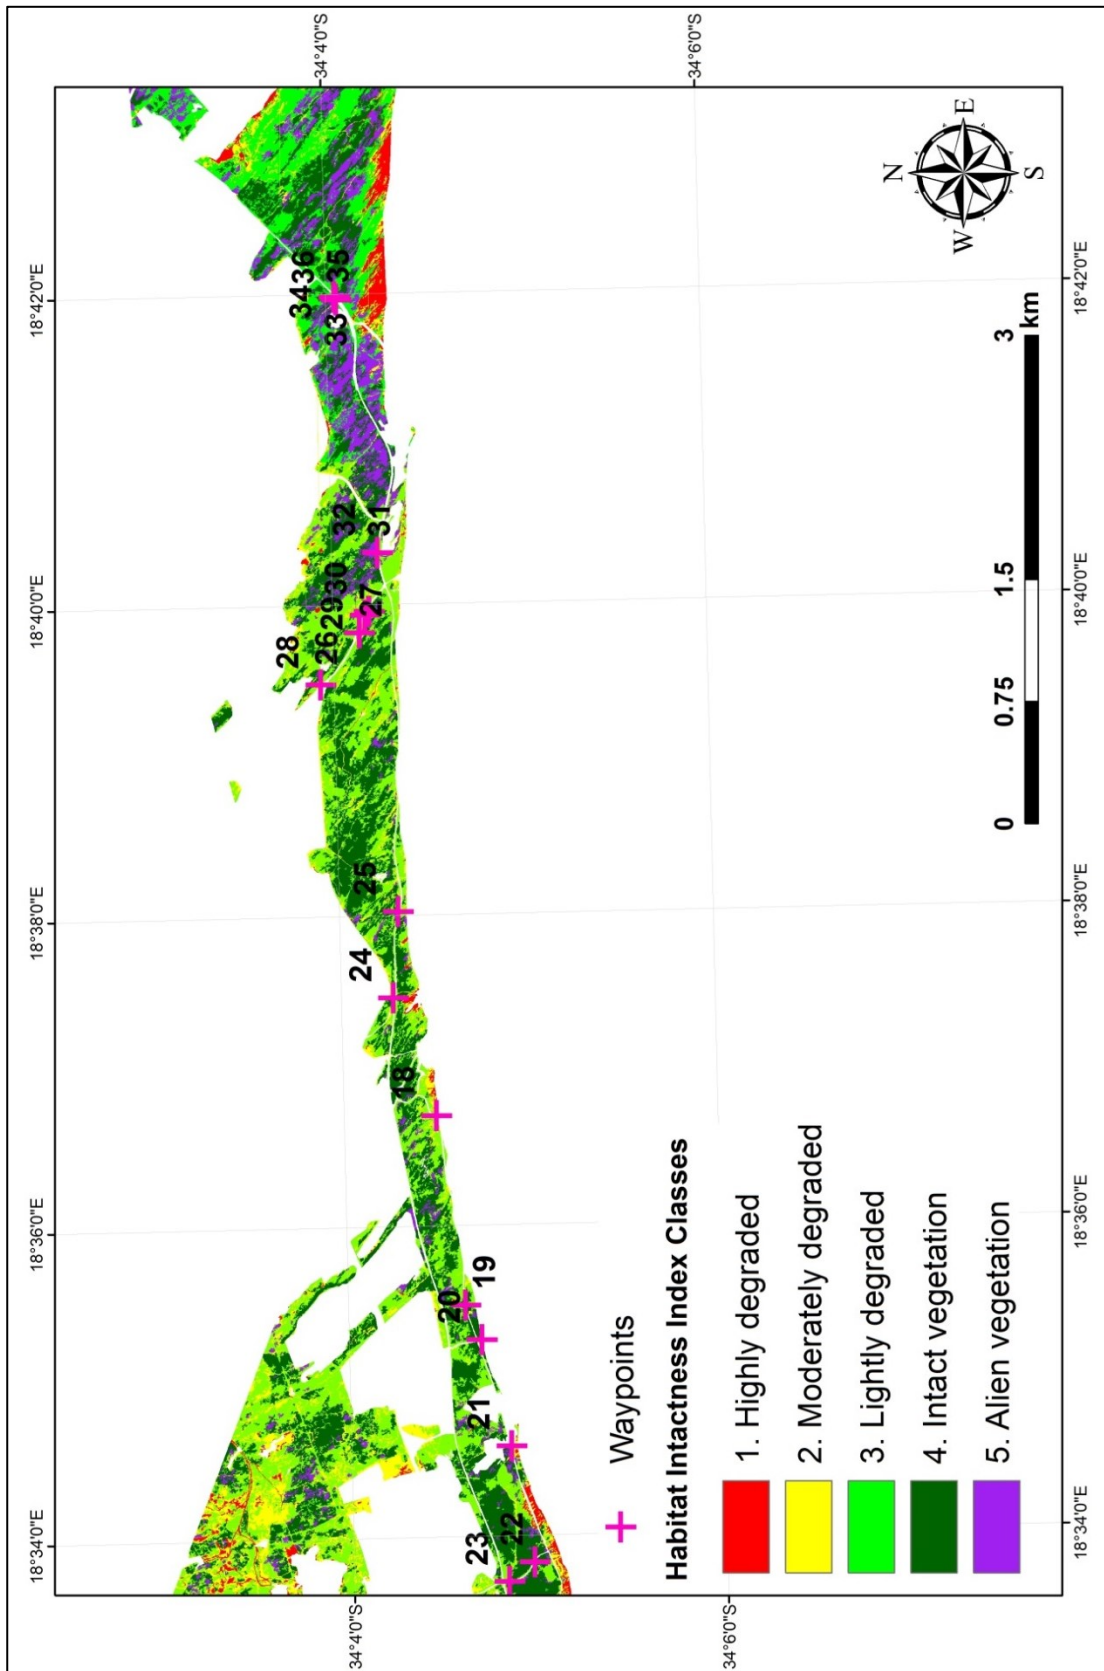 18°34'0"E
18°36'0"E
18°38'0"E
18°40'0"E
18°42'0"E
34°4'0"S
34°4'0"S
34°6'0"S
34°6'0"S
23
22
21
20
19
18
24
25
28
26
29
30
27
32
31
34
36
33
35
N
W
E
S
Waypoints
Habitat Intactness Index Classes
1. Highly degraded
2. Moderately degraded
3. Lightly degraded
4. Intact vegetation
5. Alien vegetation
0 0.75 1.5 3
km
18°34'0"E
18°36'0"E
18°38'0"E
18°40'0"E
18°42'0"E